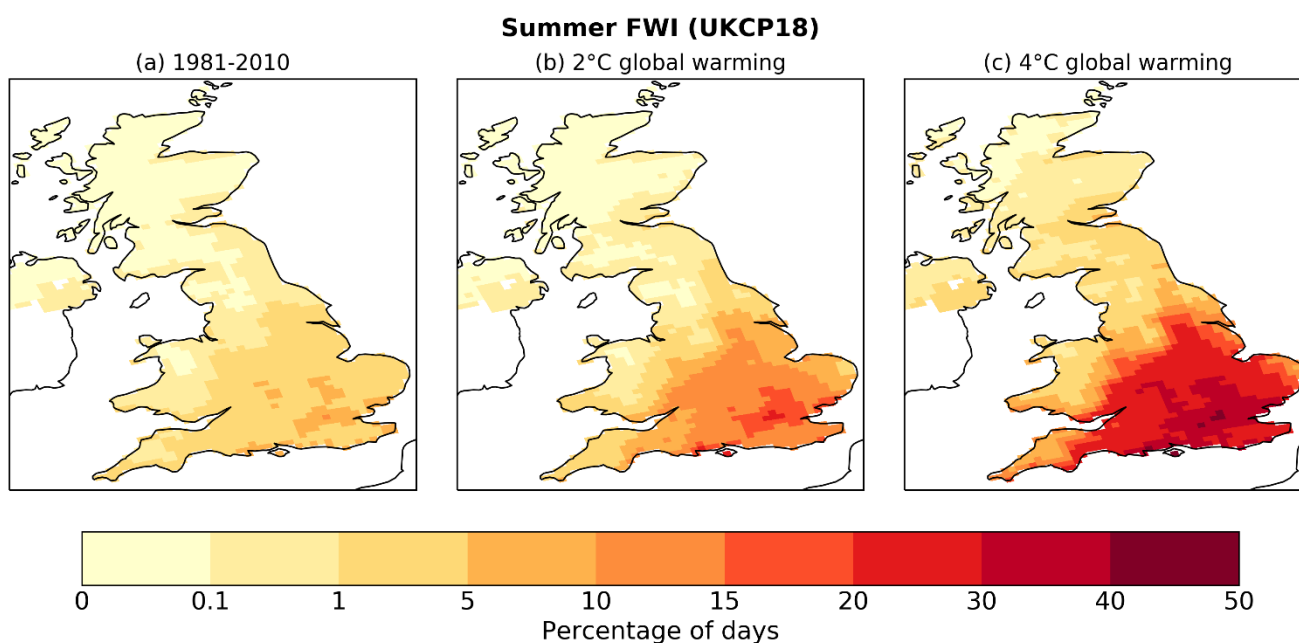 Summer FWI (UKCP18)
(a) 1981-2010
(b) 2°C global warming
(c) 4°C global warming
0 0.1 1 5 10 15 20 30 40 50
Percentage of days